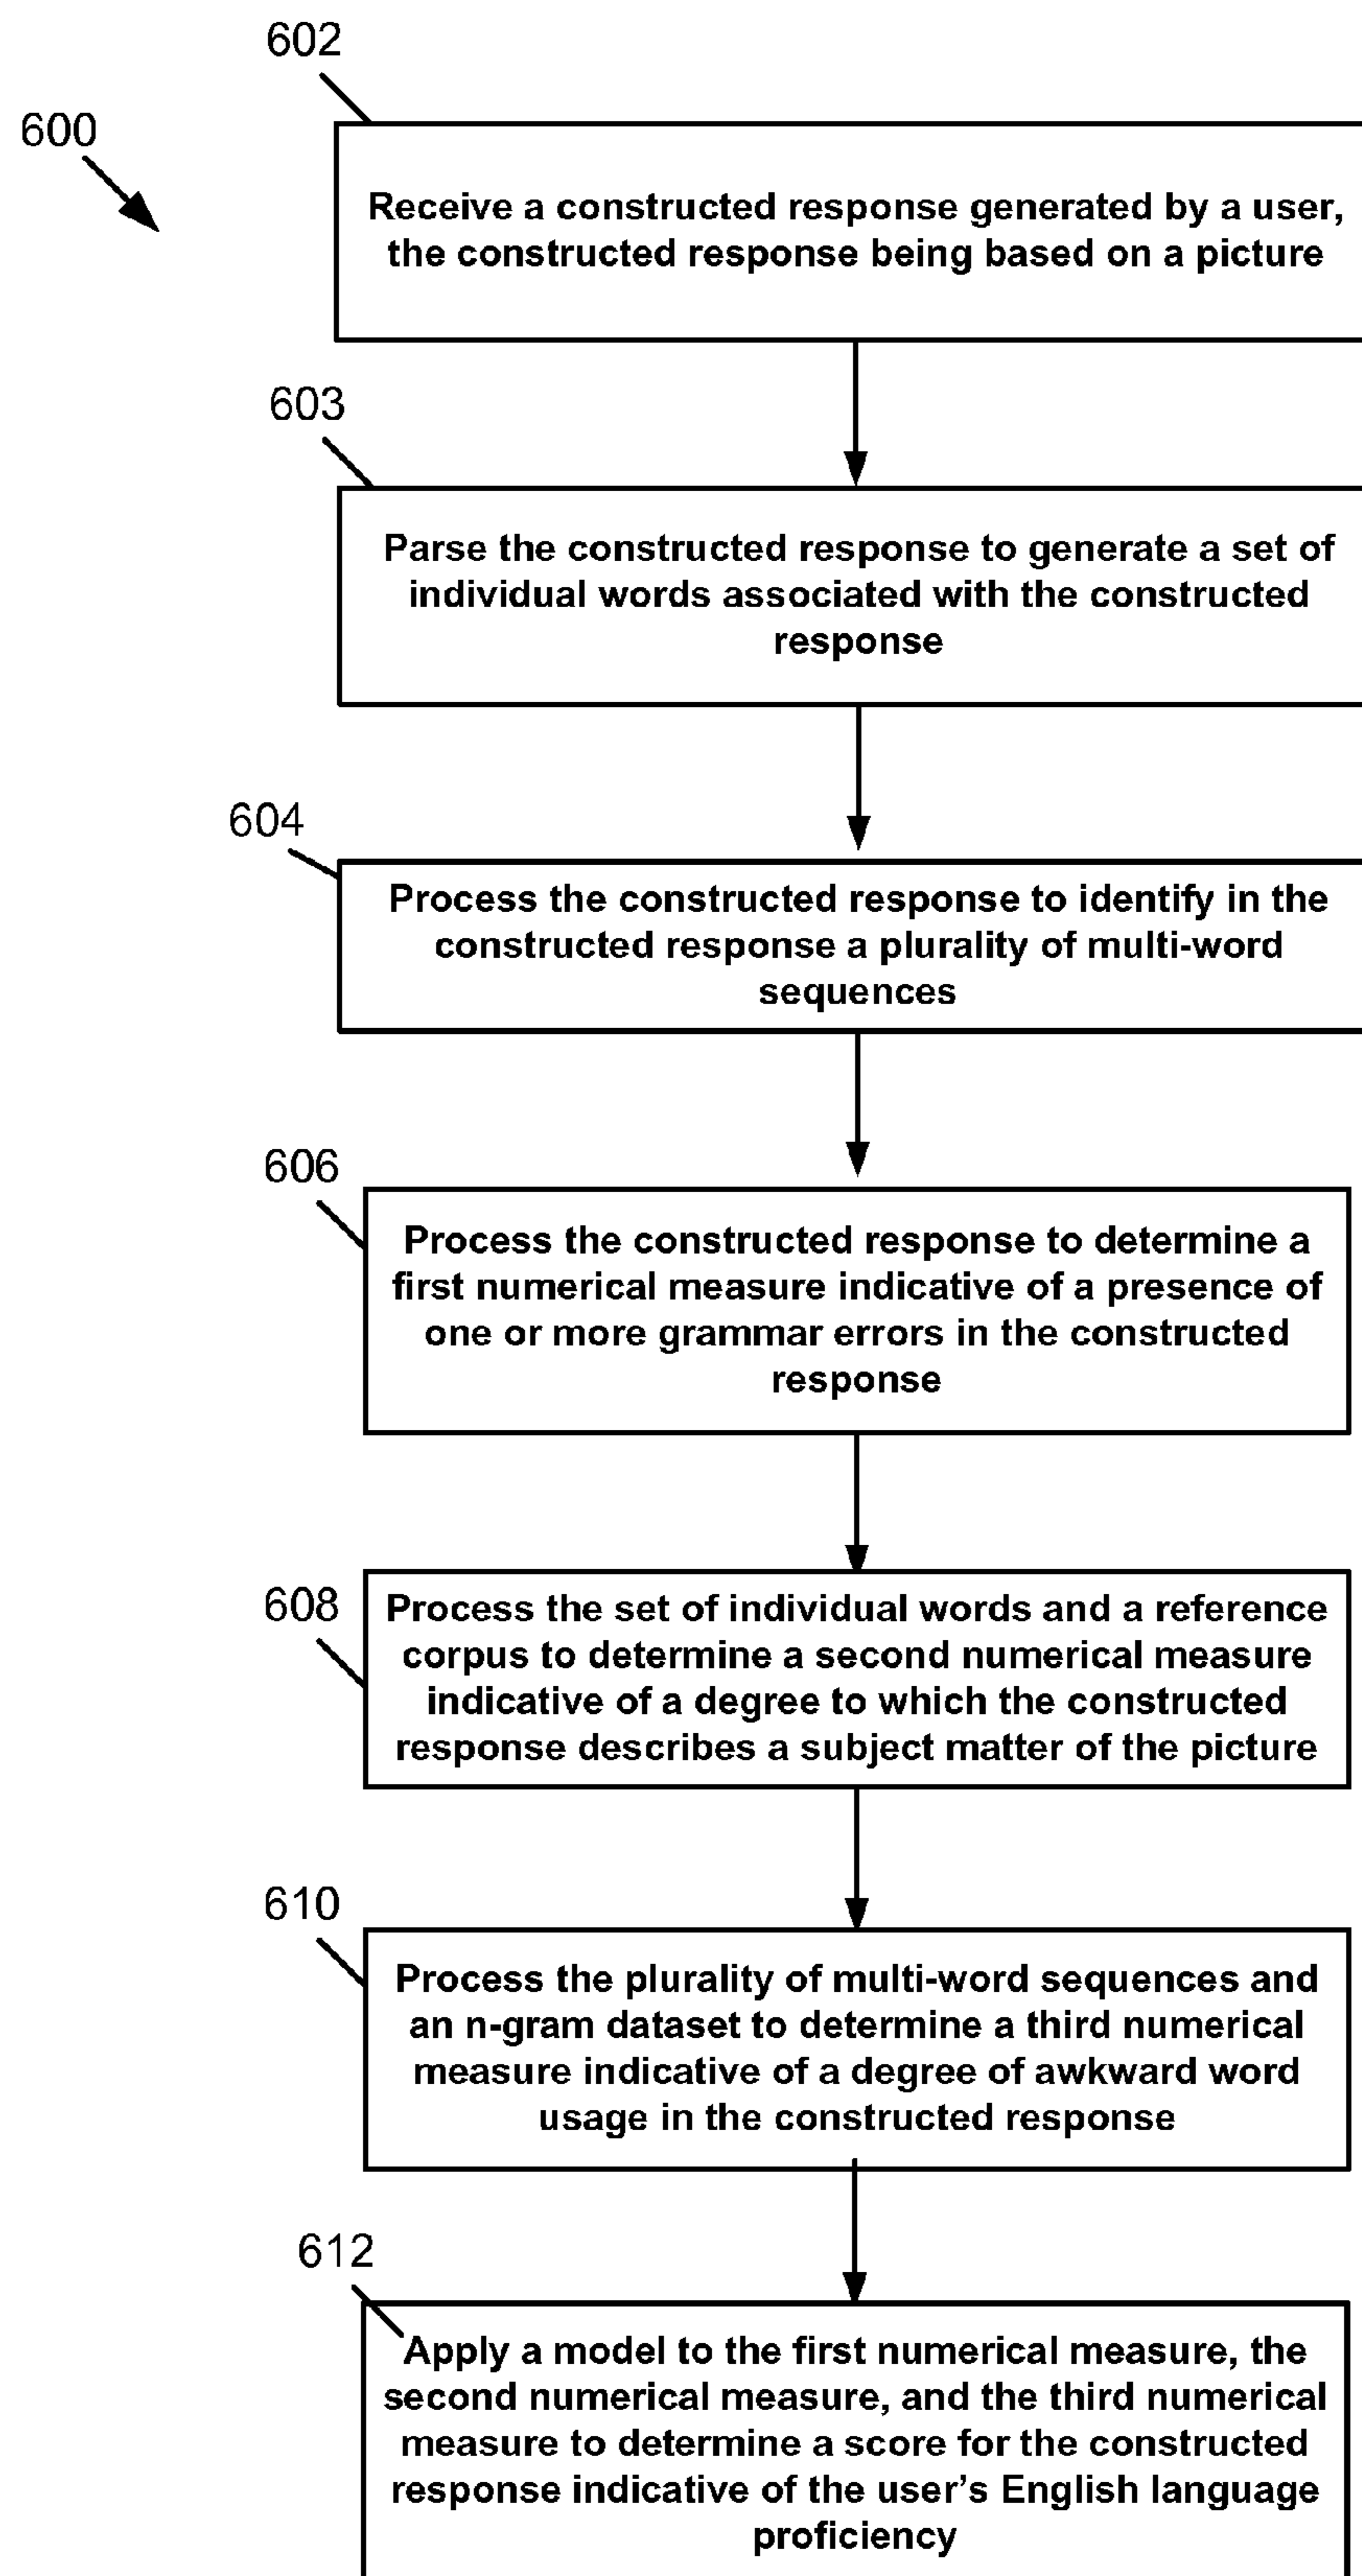 602
600
Receive a constructed response generated by a user,
the constructed response being based on a picture
603
Parse the constructed response to generate a set of
individual words associated with the constructed
response
604
Process the constructed response to identify in the
constructed response a plurality of multi-word
sequences
606
Process the constructed response to determine a
first numerical measure indicative of a presence of
one or more grammar errors in the constructed
response
608
Process the set of individual words and a reference
corpus to determine a second numerical measure
indicative of a degree to which the constructed
response describes a subject matter of the picture
610
Process the plurality of multi-word sequences and
an n-gram dataset to determine a third numerical
measure indicative of a degree of awkward word
usage in the constructed response
612
Apply a model to the first numerical measure, the
second numerical measure, and the third numerical
measure to determine a score for the constructed
response indicative of the user’s English language
proficiency